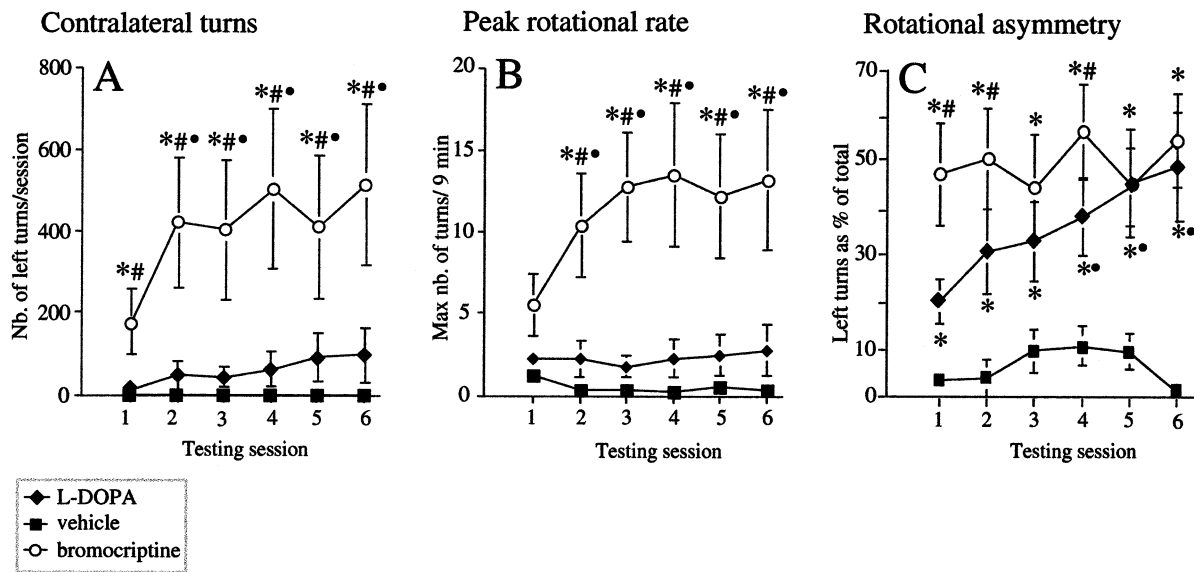 Contralateral turns
A
Nb. of left turns/session
800
600
400
200
0
*#
*#•
*#•
*#•
*#•
*#•
1 2 3 4 5 6
Testing session
Peak rotational rate
B
Max nb. of turns/ 9 min
20
15
10
5
0
*#•
*#•
*#•
*#•
*#•
1 2 3 4 5 6
Testing session
Rotational asymmetry
C
Left turns as % of total
70
50
30
10
0
*#
*#
*
*#
*
*
*
*
*
*•
*•
*•
1 2 3 4 5 6
Testing session
L-DOPA
vehicle
bromocriptine